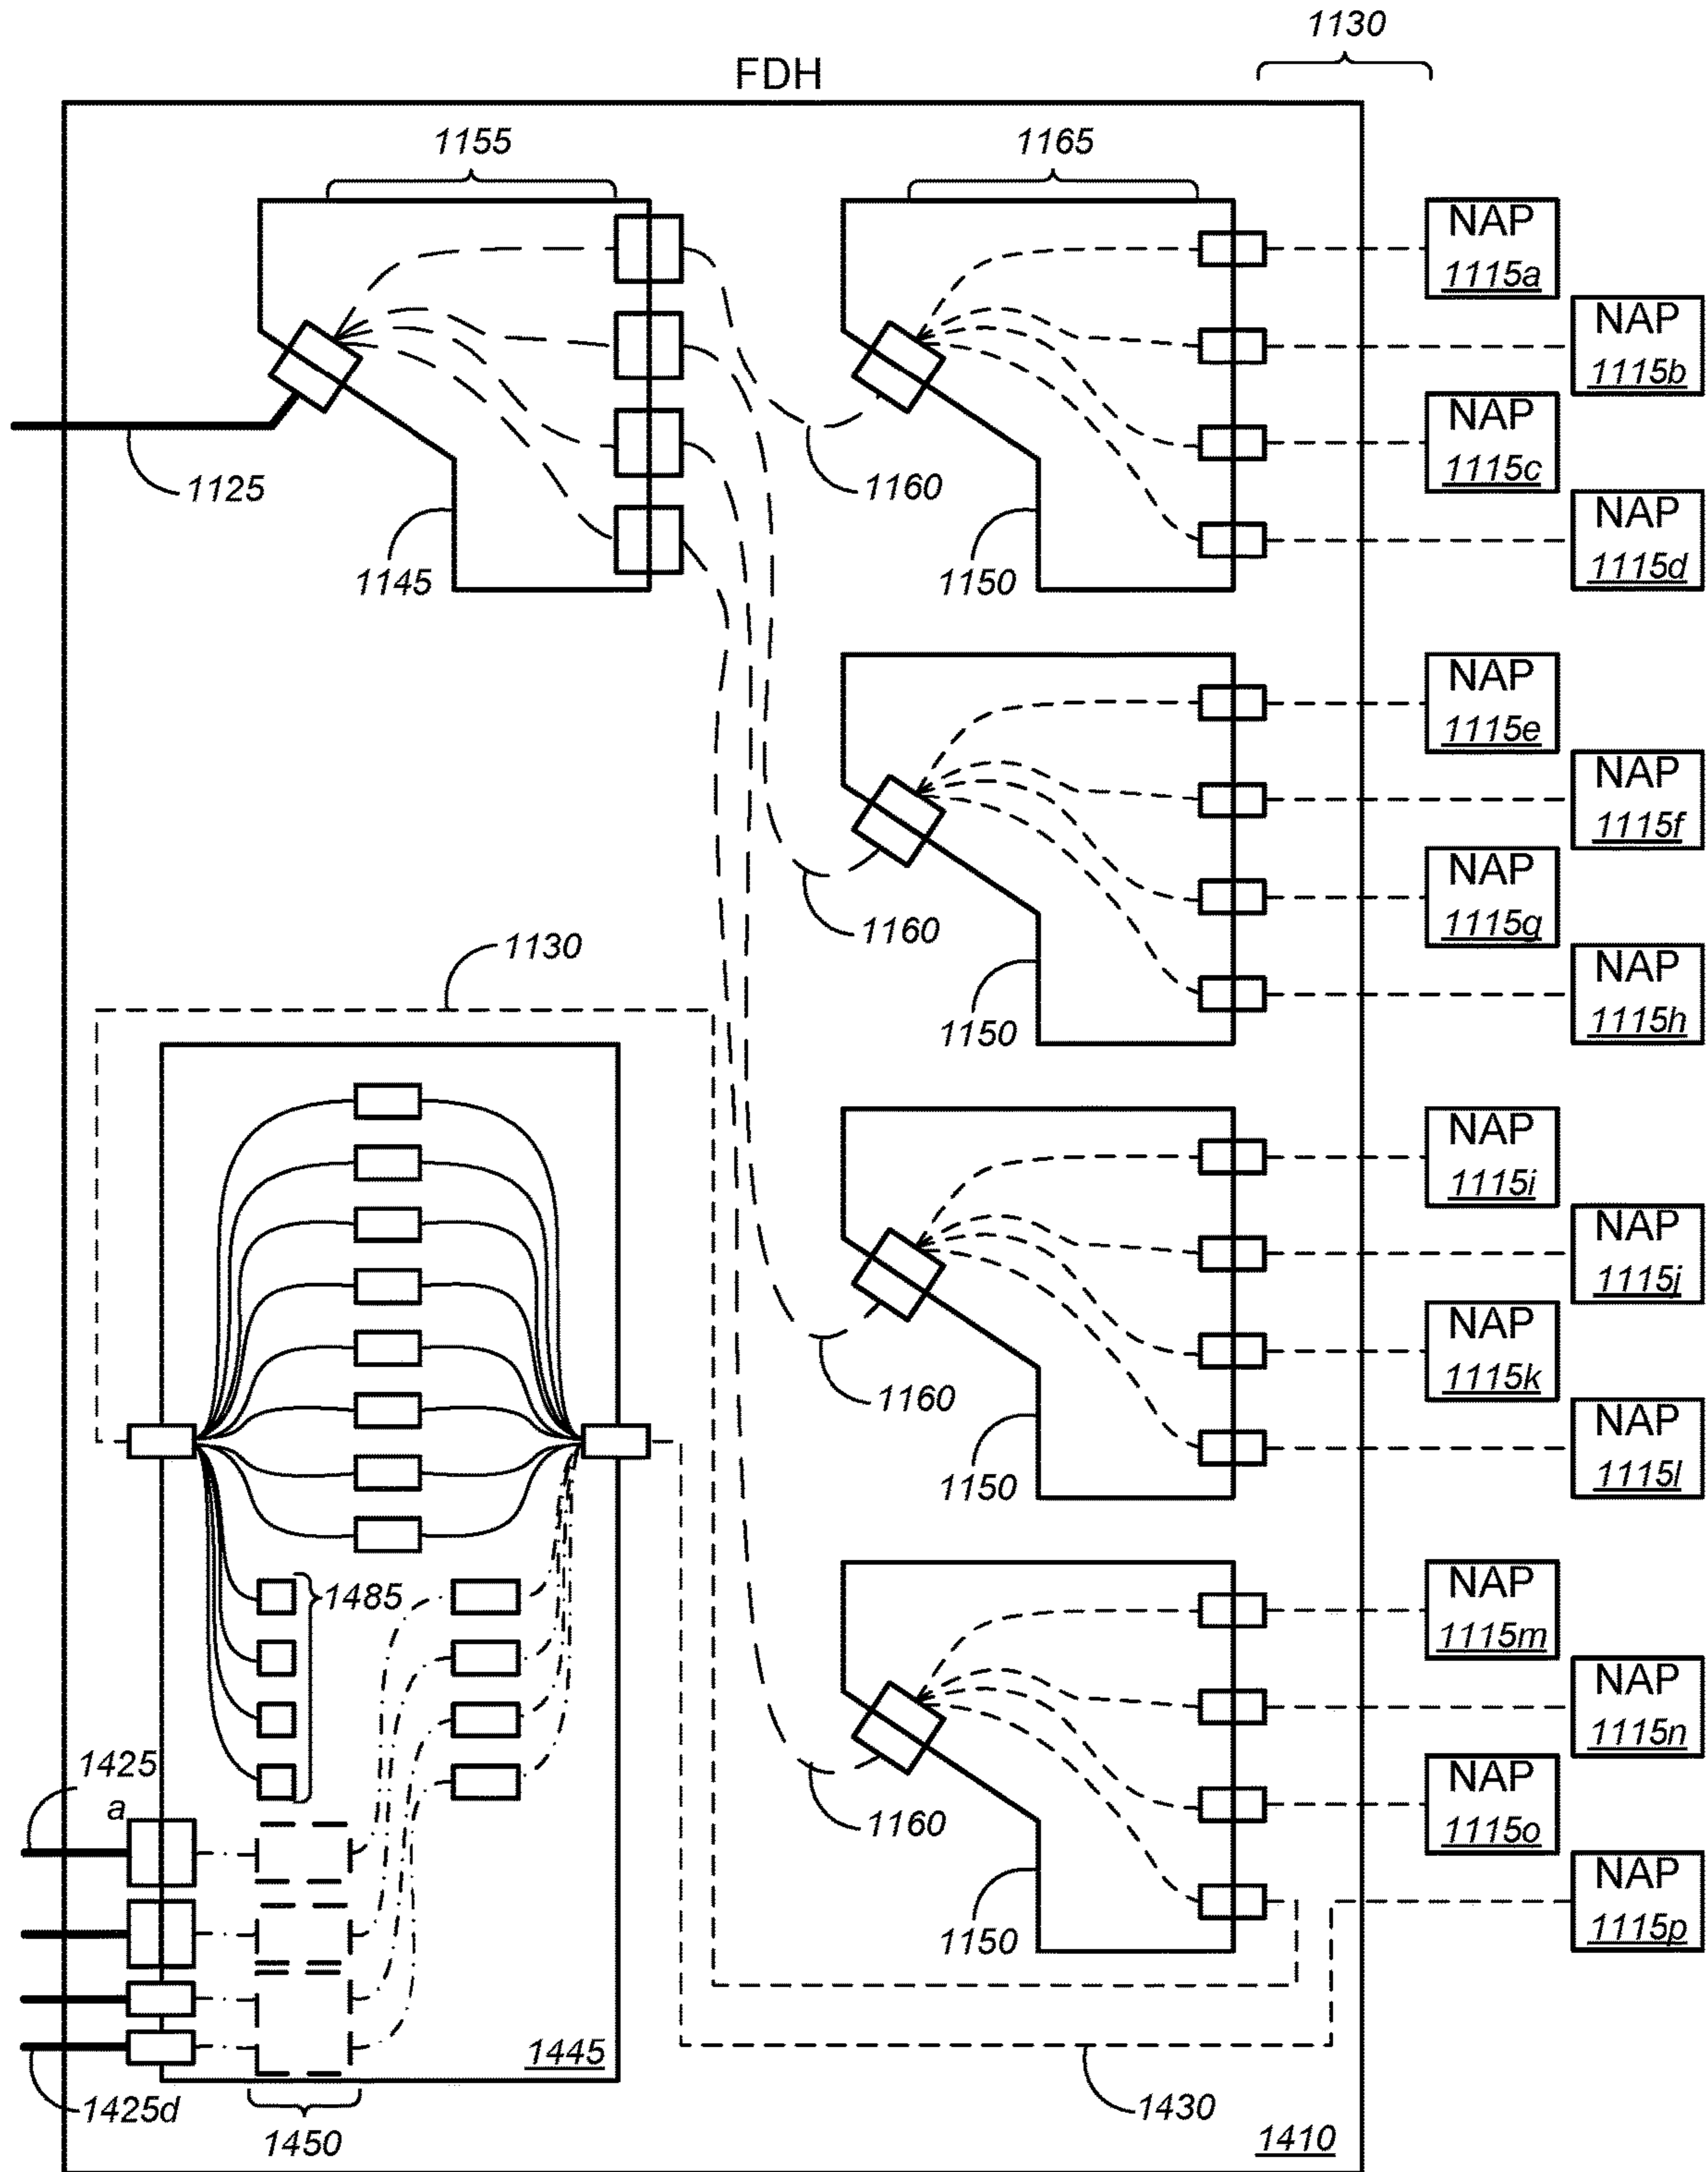 1130
FDH
1155
1165
NAP
1115a
NAP
1115b
NAP
1115c
1125
1160
NAP
1115d
1145
1150
NAP
1115e
NAP
1115f
NAP
1115g
1160
1130
NAP
1115h
1150
NAP
1115i
NAP
1115j
NAP
1115k
1160
NAP
1115l
1150
NAP
1115m
1485
NAP
1115n
1425
NAP
1115o
a
1160
NAP
1115p
1150
1445
1425d
1450
1430
1410